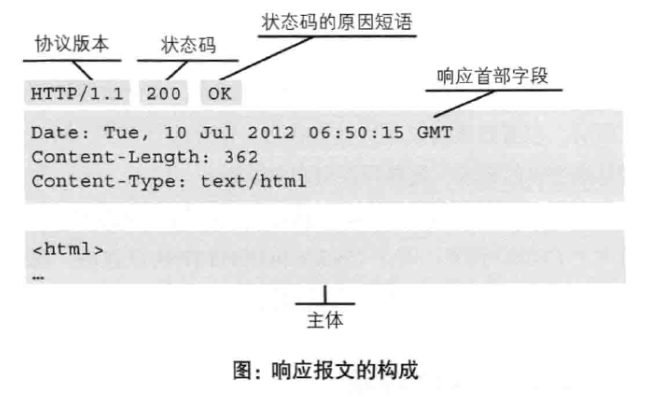 状态码的原因短语
协议版本 状态码
响应首部字段
HTTP/1.1 200 OK
Date: Tue, 10 Jul 2012 06:50:15 GMT
Content-Length: 362
Content-Type: text/html
<html>
…
主体
图：响应报文的构成